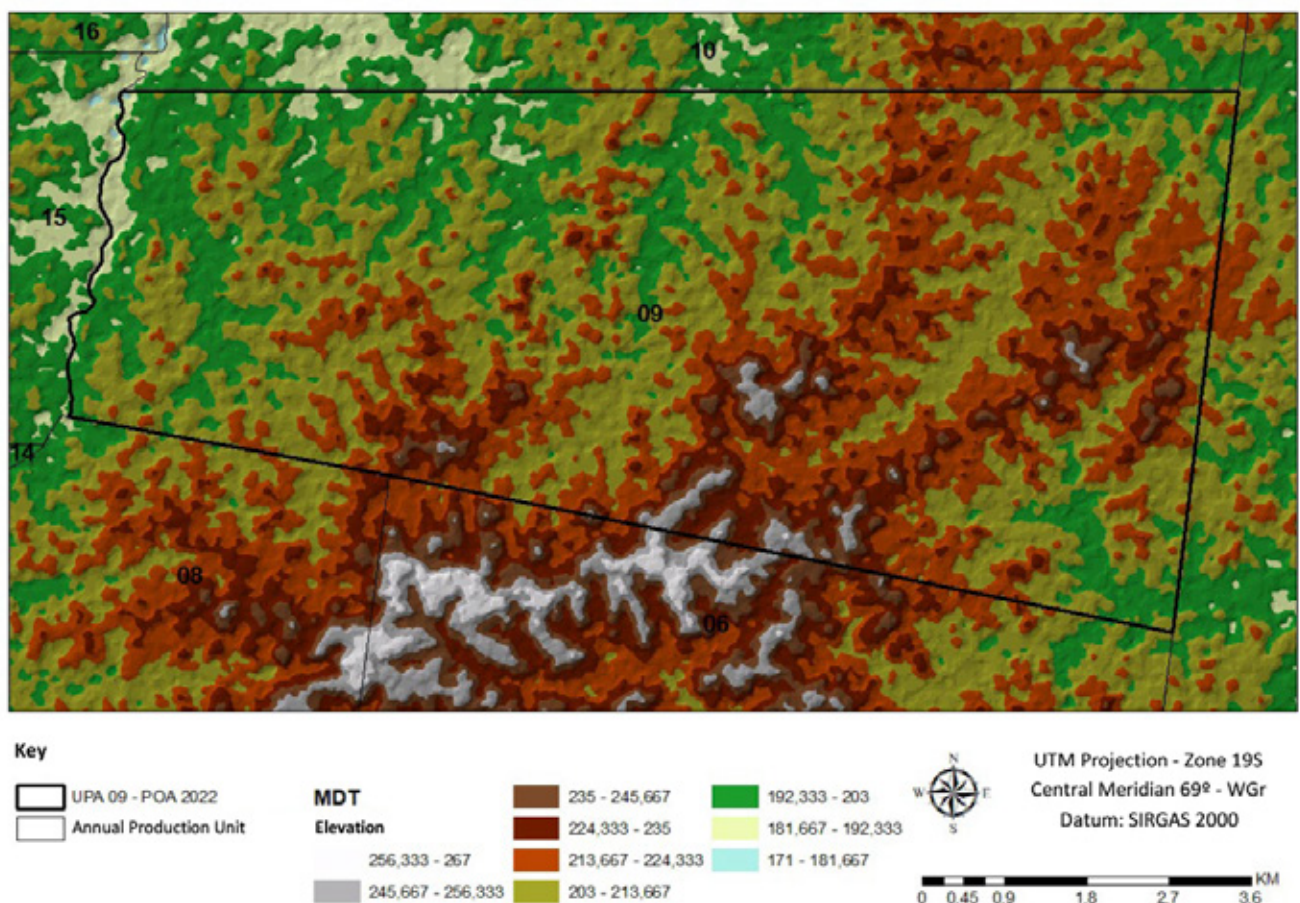 16
10
15
09
14
08
06
Key
UPA 09 - POA 2022
Annual Production Unit
MDT
Elevation
256,333 - 267
245,667 - 256,333
235 - 245,667
224,333 - 235
213,667 - 224,333
203 - 213,667
192,333 - 203
181,667 - 192,333
171 - 181,667
N
W E
S
UTM Projection - Zone 19S
Central Meridian 69º - WGr
Datum: SIRGAS 2000
KM
0 0.45 0.9 1.8 2.7 3.6